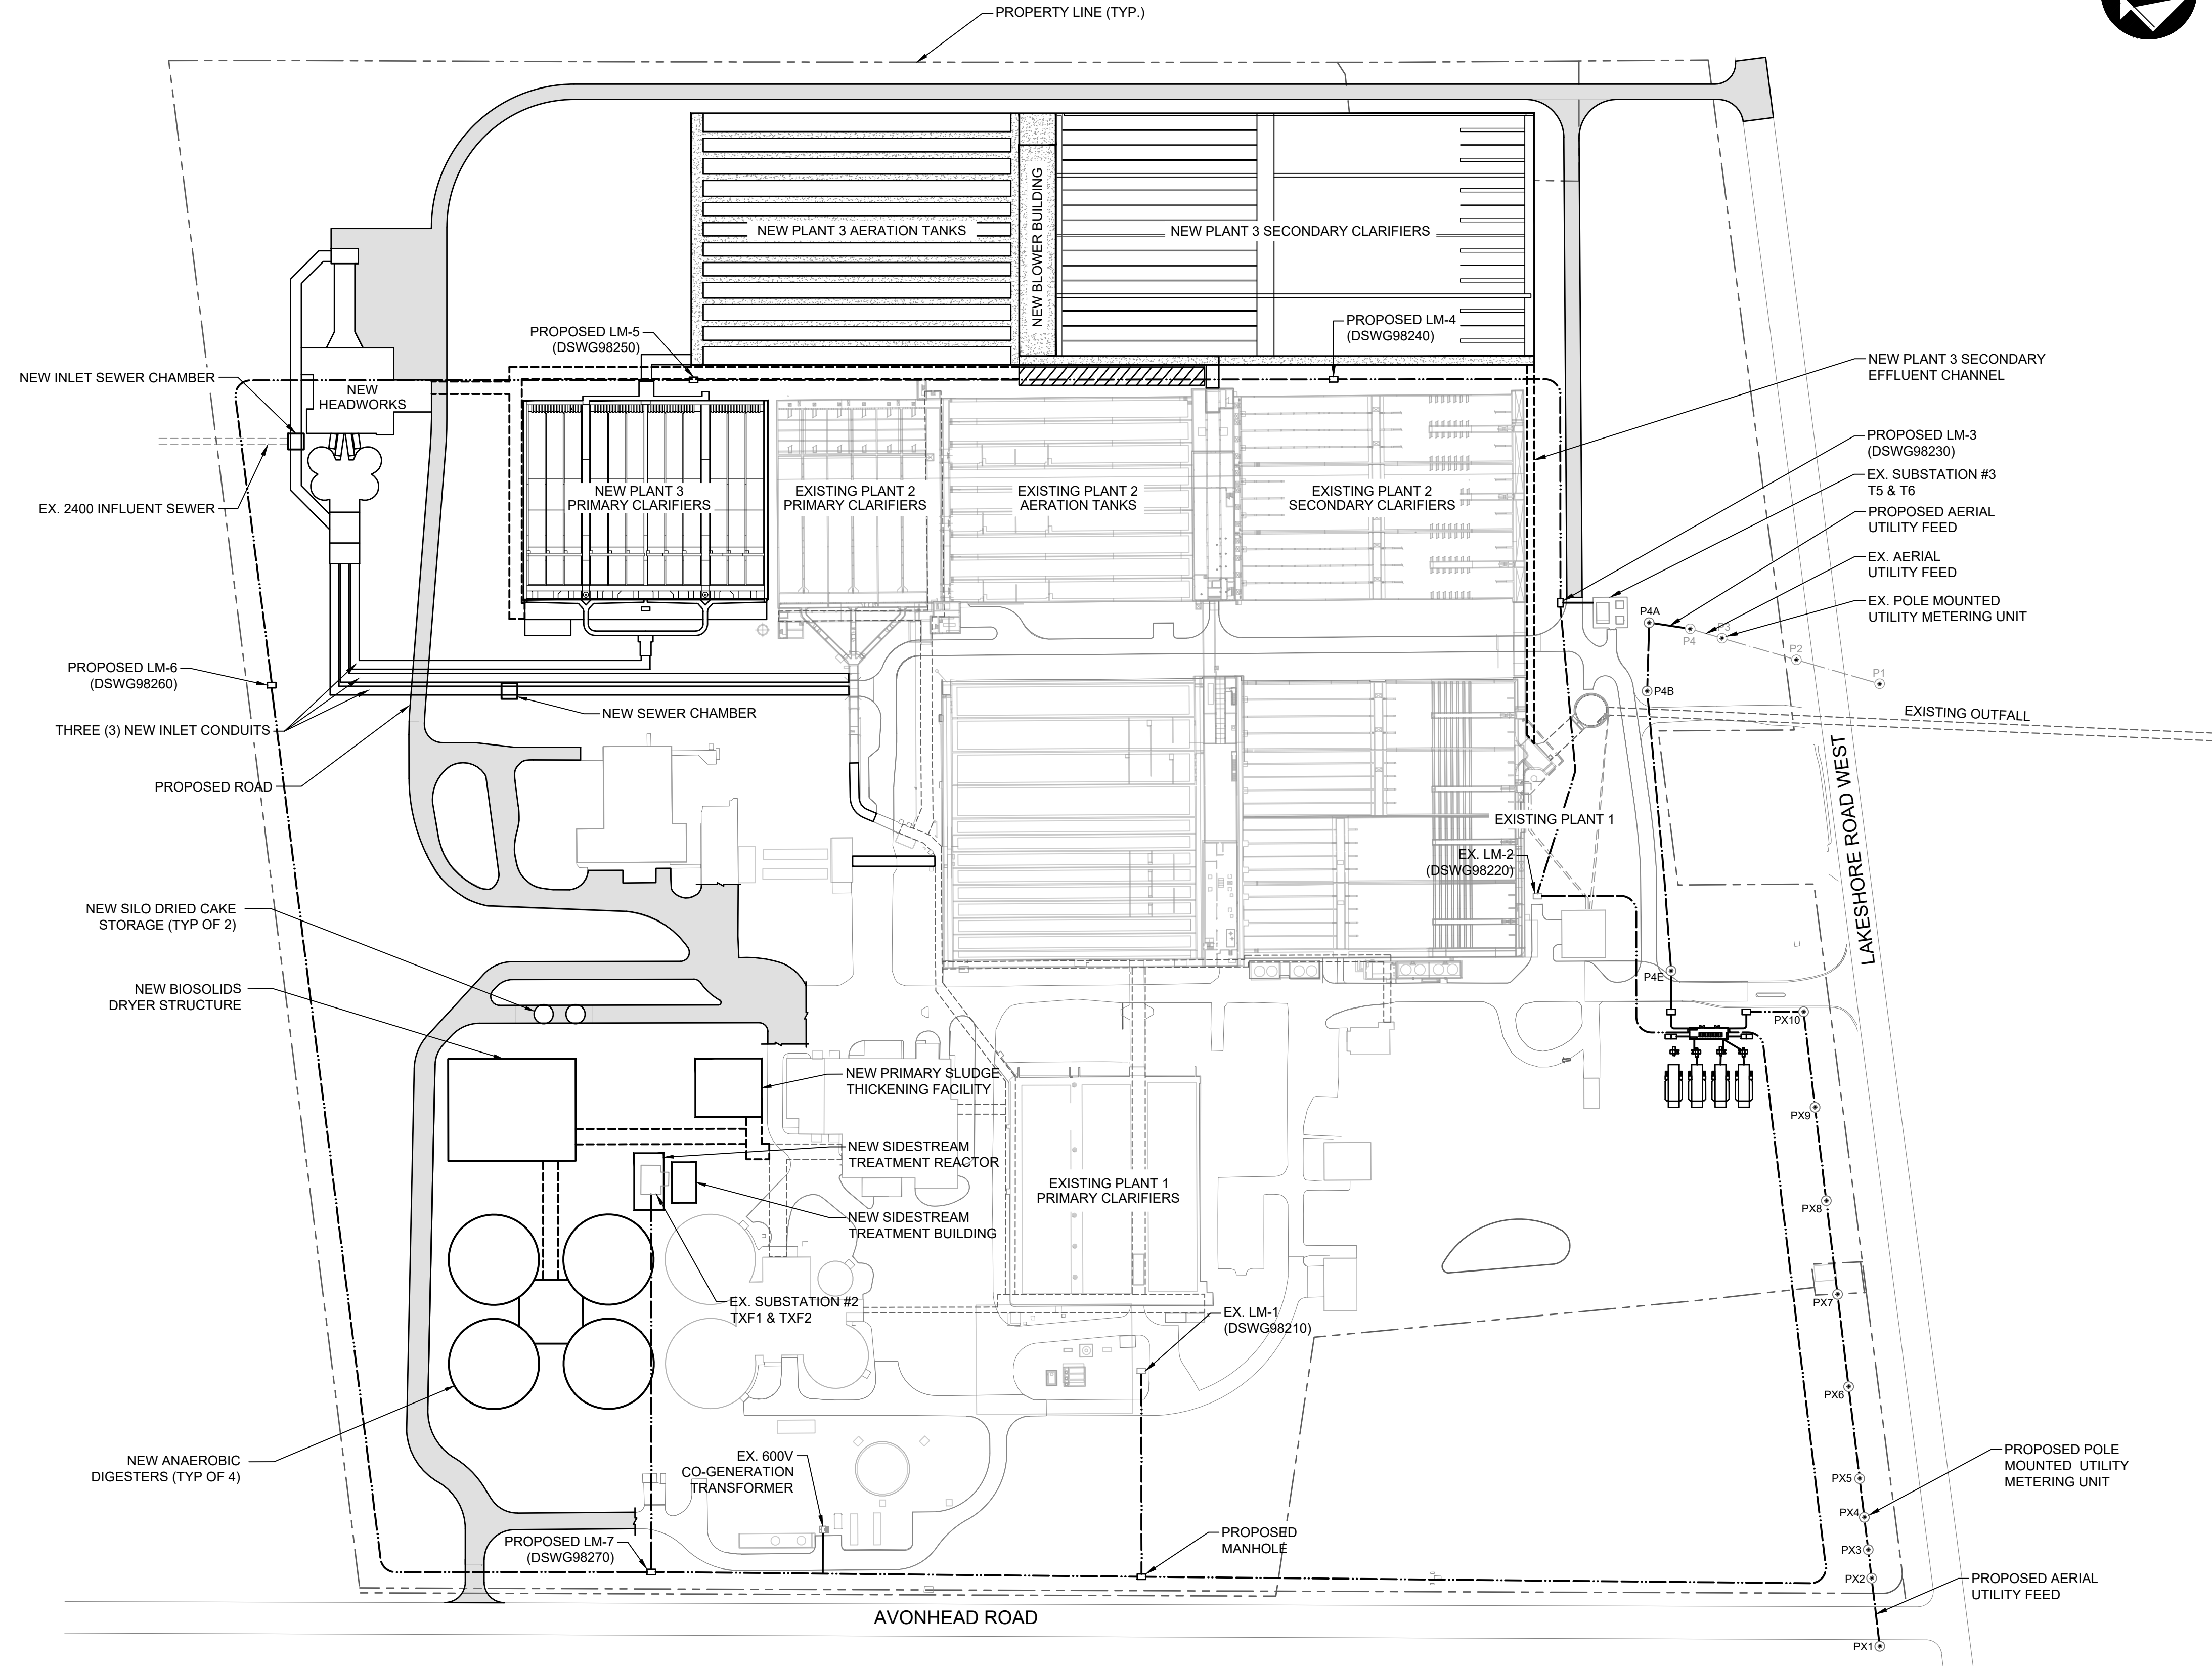 PROPERTY LINE (TYP.)
NEW PLANT 3 AERATION TANKS
NEW BLOWER BUILDING
NEW PLANT 3 SECONDARY CLARIFIERS
PROPOSED LM-5
(DSWG98250)
PROPOSED LM-4
(DSWG98240)
NEW INLET SEWER CHAMBER
NEW
HEADWORKS
NEW PLANT 3 SECONDARY
EFFLUENT CHANNEL
PROPOSED LM-3
(DSWG98230)
EX. SUBSTATION #3
T5 & T6
PROPOSED AERIAL
UTILITY FEED
EX. AERIAL
UTILITY FEED
EX. POLE MOUNTED
UTILITY METERING UNIT
EX. 2400 INFLUENT SEWER
NEW PLANT 3
PRIMARY CLARIFIERS
EXISTING PLANT 2
PRIMARY CLARIFIERS
EXISTING PLANT 2
AERATION TANKS
EXISTING PLANT 2
SECONDARY CLARIFIERS
P4A
P4
P3
P2
P1
P4B
PROPOSED LM-6
(DSWG98260)
NEW SEWER CHAMBER
THREE (3) NEW INLET CONDUITS
EXISTING OUTFALL
PROPOSED ROAD
LAKESHORE ROAD WEST
EXISTING PLANT 1
EX. LM-2
(DSWG98220)
NEW SILO DRIED CAKE
STORAGE (TYP OF 2)
P4E
NEW BIOSOLIDS
DRYER STRUCTURE
PX10
NEW PRIMARY SLUDGE
THICKENING FACILITY
PX9
NEW SIDESTREAM
TREATMENT REACTOR
EXISTING PLANT 1
PRIMARY CLARIFIERS
PX8
NEW SIDESTREAM
TREATMENT BUILDING
EX. SUBSTATION #2
TXF1 & TXF2
EX. LM-1
(DSWG98210)
PX7
PX6
NEW ANAEROBIC
DIGESTERS (TYP OF 4)
EX. 600V
CO-GENERATION
TRANSFORMER
PX5
PROPOSED POLE
MOUNTED UTILITY
METERING UNIT
PX4
PROPOSED
MANHOLE
PROPOSED LM-7
(DSWG98270)
PX3
PX2
PROPOSED AERIAL
UTILITY FEED
AVONHEAD ROAD
PX1